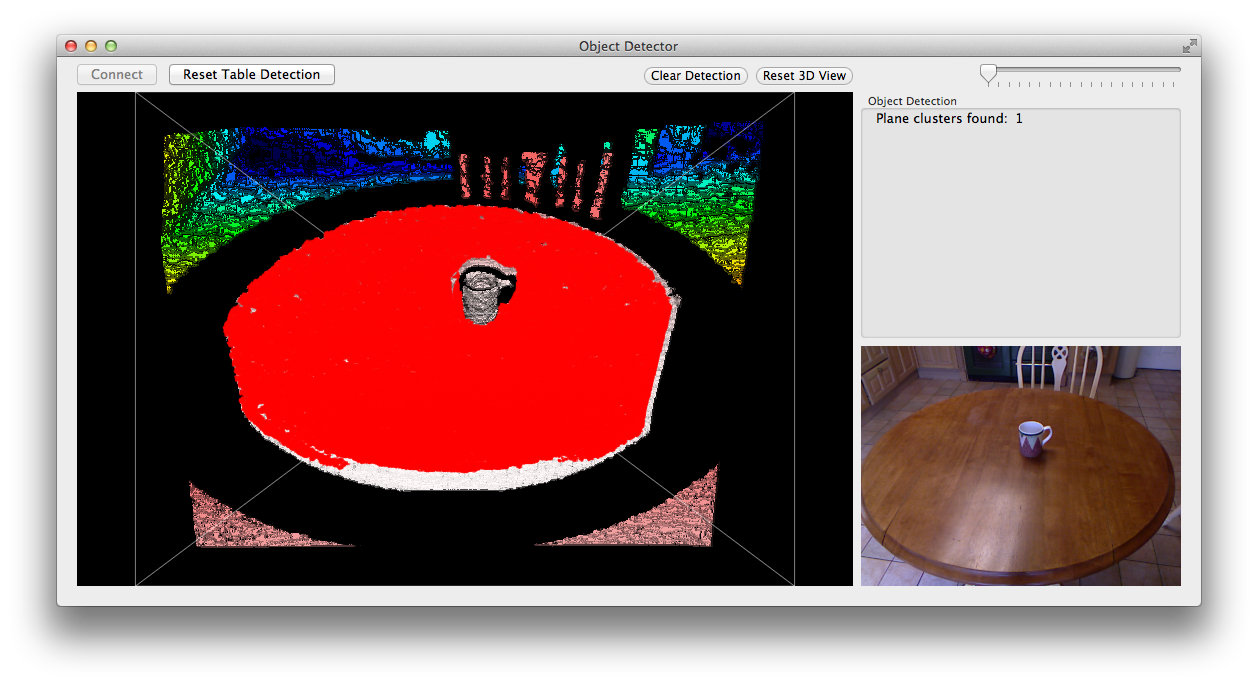 Object Detector
Connect
Reset Table Detection
Clear Detection
Reset 3D View
Object Detection
Plane clusters found: 1